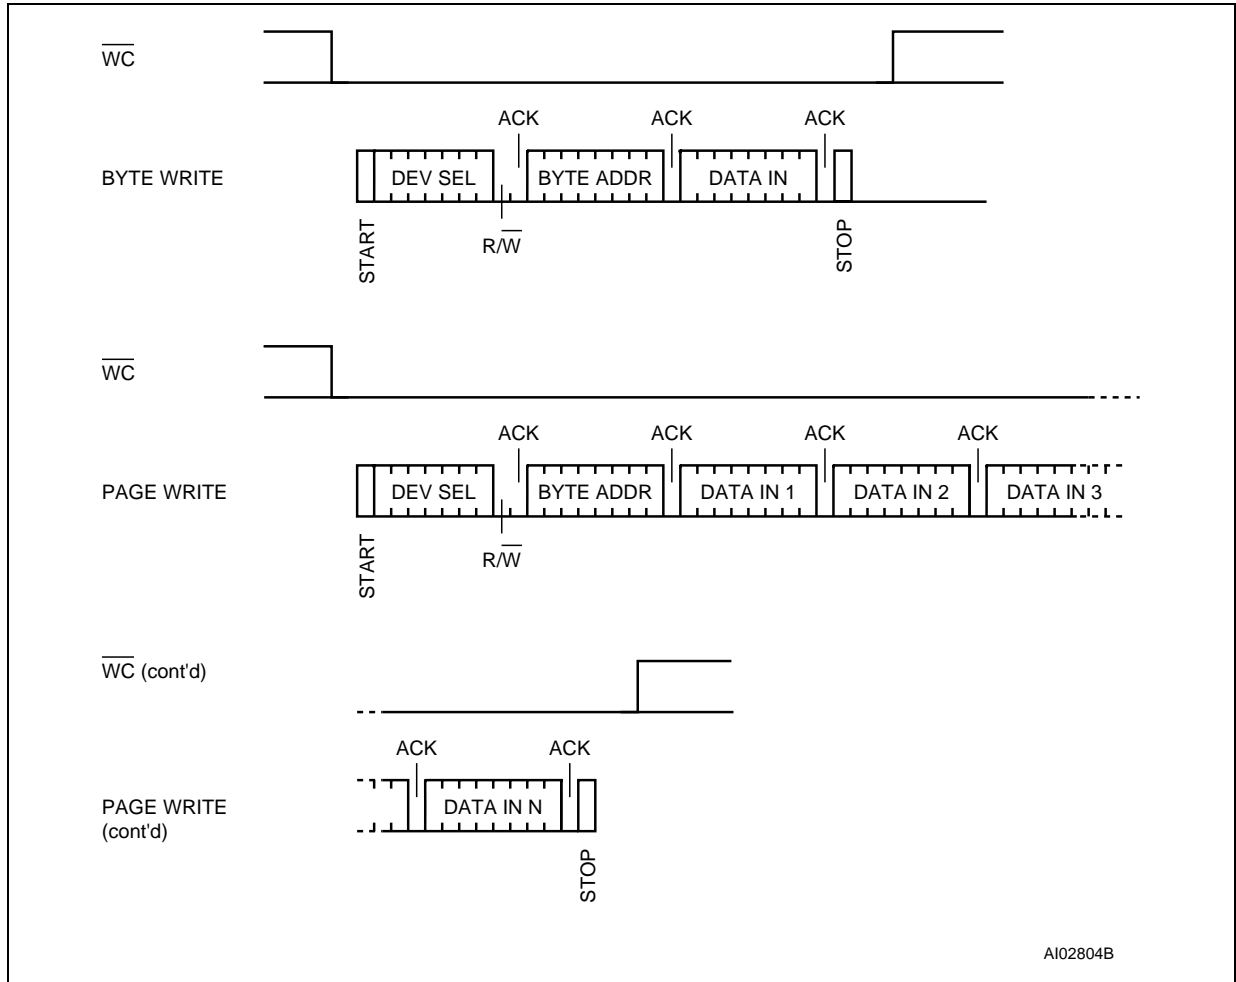 WC
ACK ACK ACK
BYTE WRITE DEV SEL BYTE ADDR DATA IN
R/W
START
STOP
WC
ACK ACK ACK ACK
PAGE WRITE DEV SEL BYTE ADDR DATA IN 1 DATA IN 2 DATA IN 3
R/W
START
WC (cont'd)
ACK ACK
PAGE WRITE
(cont'd)
DATA IN N
STOP
AI02804B